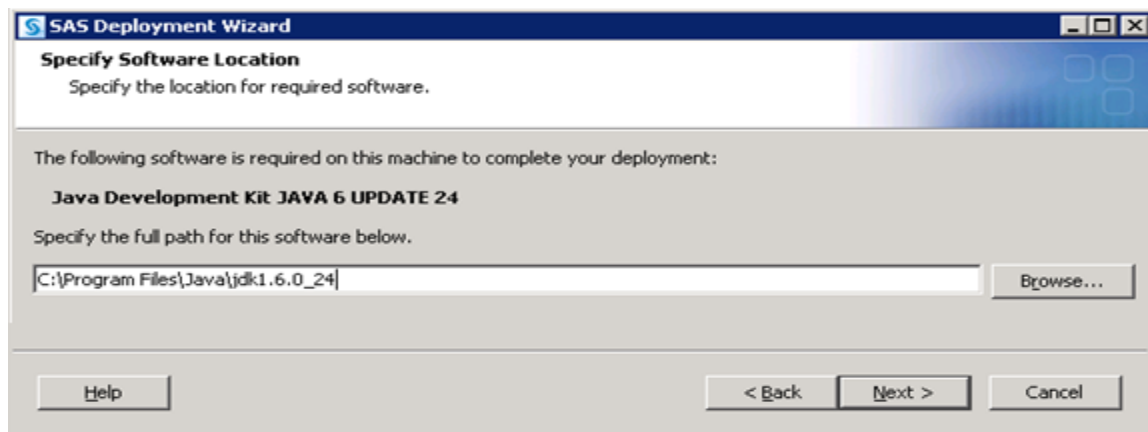 SAS Deployment Wizard
Specify Software Location
Specify the location for required software.
The following software is required on this machine to complete your deployment:
Java Development Kit JAVA 6 UPDATE 24
Specify the full path for this software below.
C:\Program Files\Java\jdk1.6.0_24
Browse...
Help
< Back
Next >
Cancel